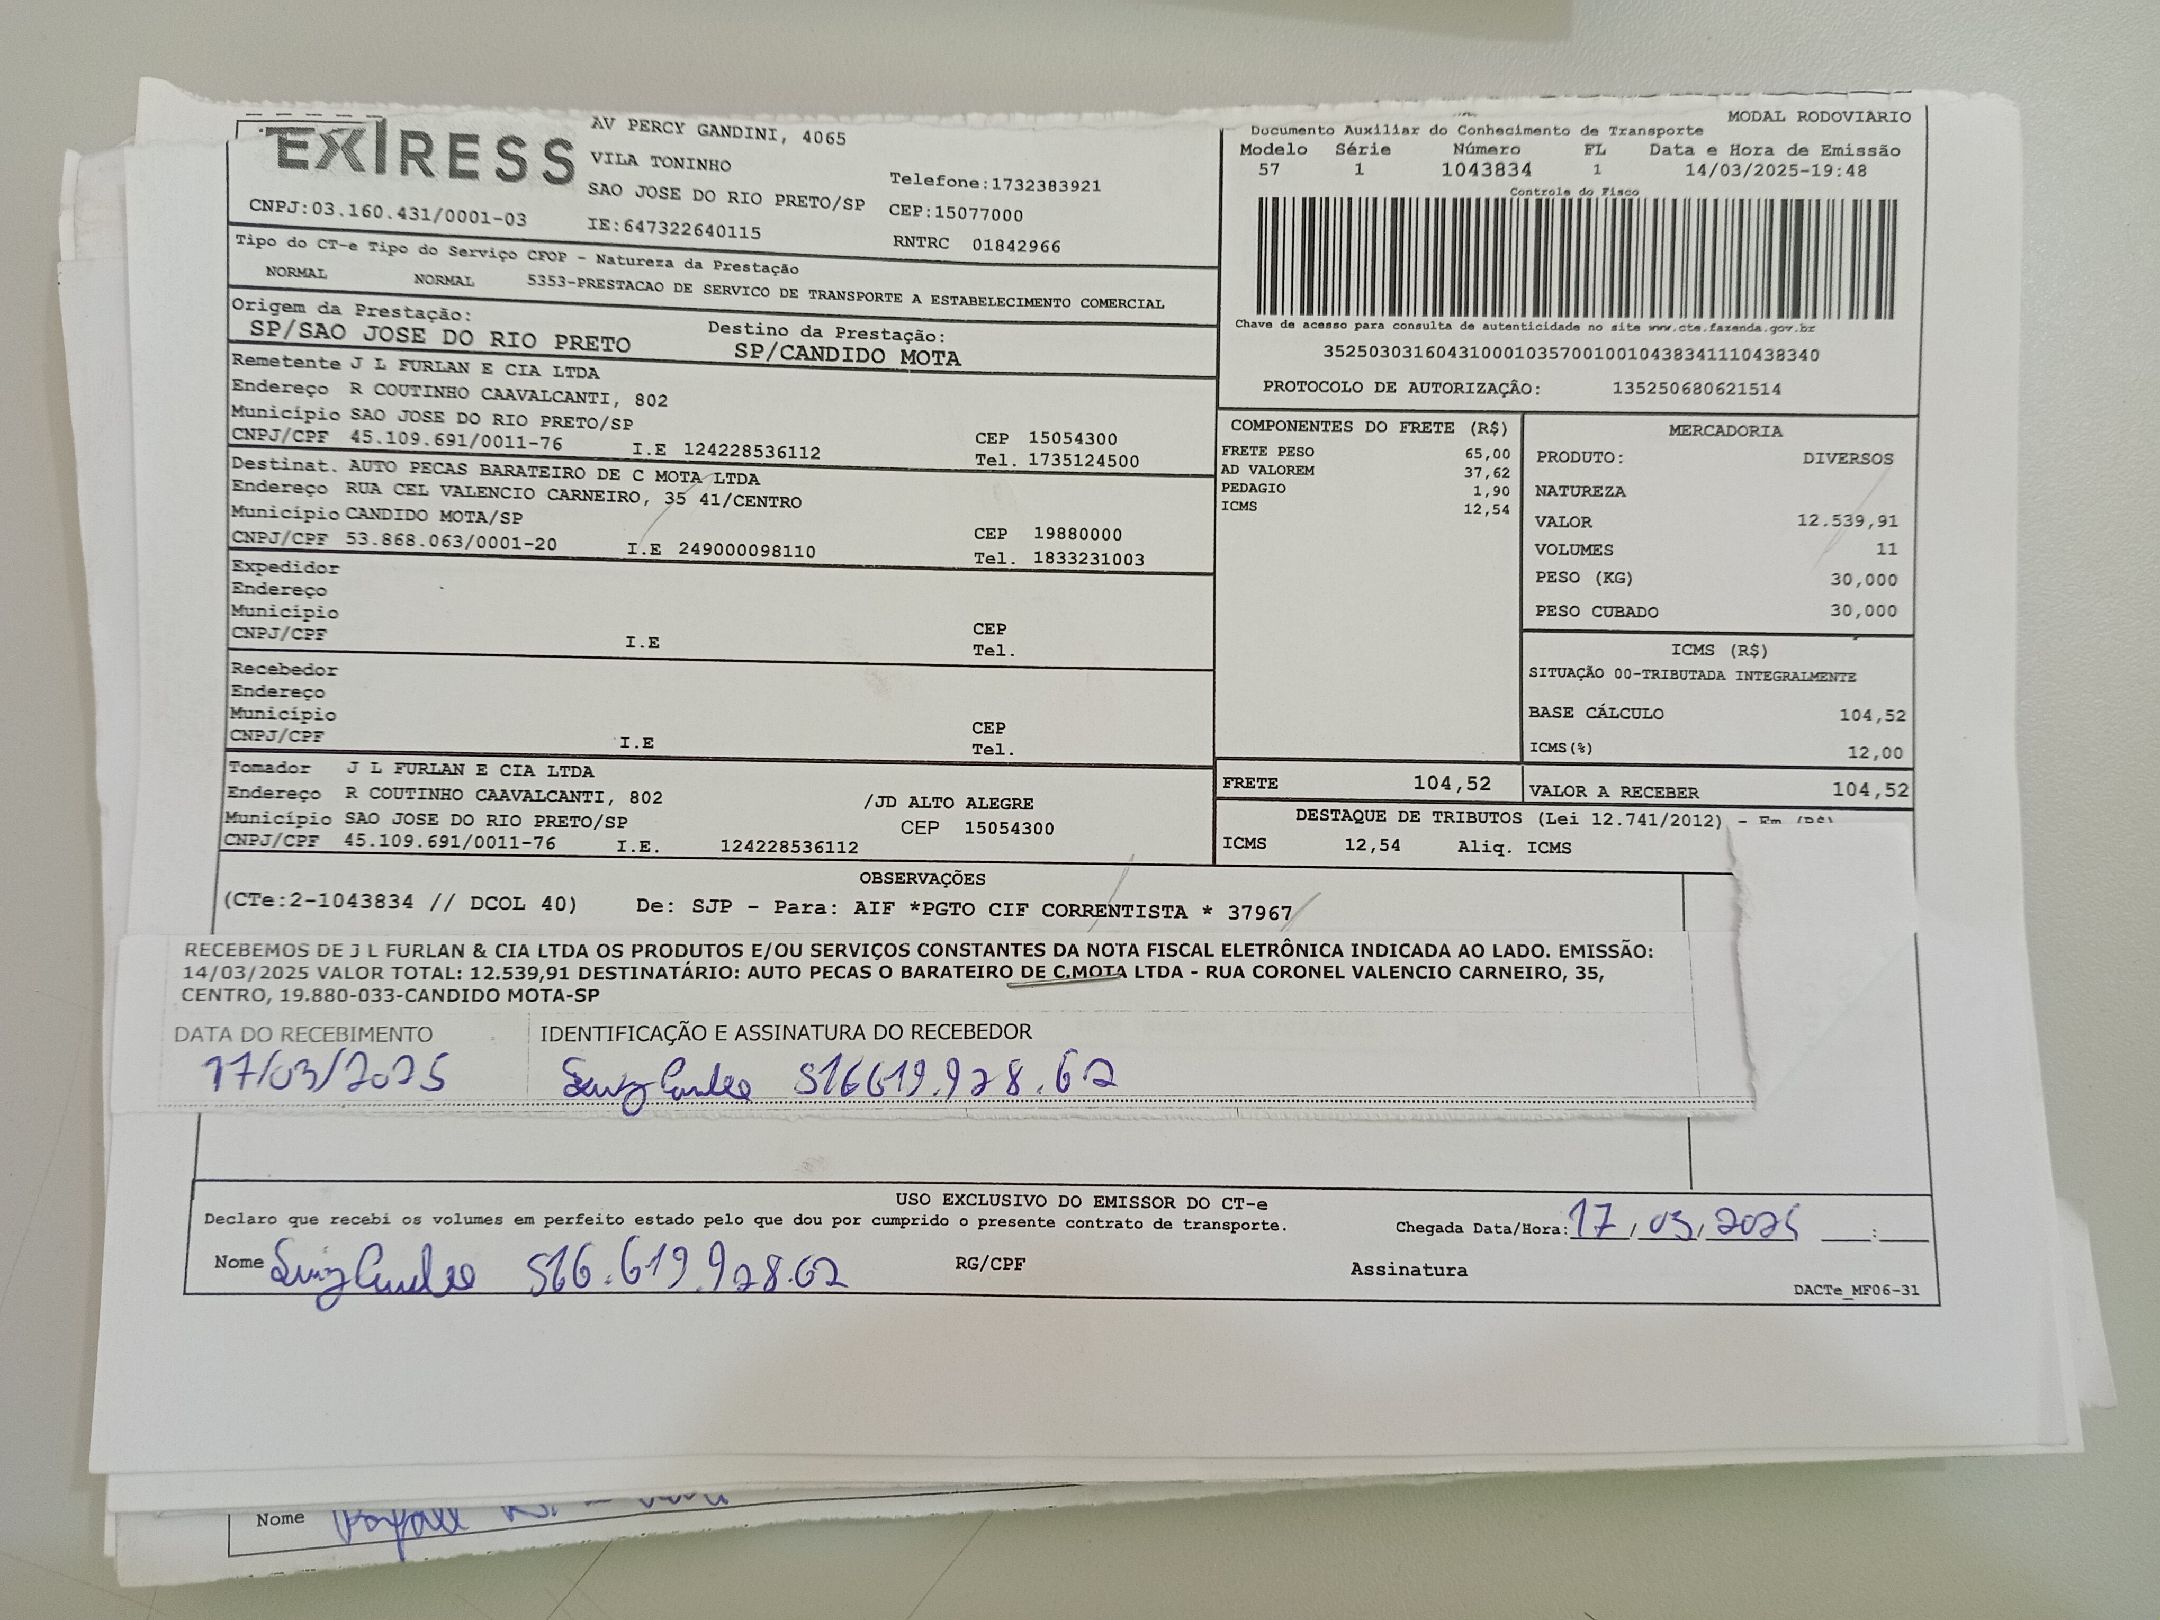 EXIRESS
AV PERCY GANDINI, 4065
VILA TONINHO
SAO JOSE DO RIO PRETO/SP
Telefone:1732383921
CEP:15077000
CNPJ:03.160.431/0001-03
IE:647322640115
RNTRC 01842966
MODAL RODOVIARIO
Documento Auxiliar do Conhecimento de Transporte
Modelo Série Número FL Data e Hora de Emissão
57 1 1043834 1 14/03/2025-19:48
Controle do Fisco
Chave de acesso para consulta de autenticidade no site www.cte.fazenda.gov.br
35250303160431000103570010010438341110438340
PROTOCOLO DE AUTORIZAÇÃO: 135250680621514
Tipo do CT-e Tipo do Serviço CFOP - Natureza da Prestação
NORMAL NORMAL 5353-PRESTACAO DE SERVICO DE TRANSPORTE A ESTABELECIMENTO COMERCIAL
Origem da Prestação: Destino da Prestação:
SP/SAO JOSE DO RIO PRETO SP/CANDIDO MOTA
Remetente J L FURLAN E CIA LTDA
Endereço R COUTINHO CAAVALCANTI, 802
Município SAO JOSE DO RIO PRETO/SP CEP 15054300
CNPJ/CPF 45.109.691/0011-76 I.E 124228536112 Tel. 1735124500
Destinat. AUTO PECAS BARATEIRO DE C MOTA LTDA
Endereço RUA CEL VALENCIO CARNEIRO, 35 41/CENTRO
Município CANDIDO MOTA/SP CEP 19880000
CNPJ/CPF 53.868.063/0001-20 I.E 249000098110 Tel. 1833231003
Expedidor
Endereço
Município CEP
CNPJ/CPF I.E Tel.
Recebedor
Endereço
Município CEP
CNPJ/CPF I.E Tel.
Tomador J L FURLAN E CIA LTDA
Endereço R COUTINHO CAAVALCANTI, 802 /JD ALTO ALEGRE
Município SAO JOSE DO RIO PRETO/SP CEP 15054300
CNPJ/CPF 45.109.691/0011-76 I.E. 124228536112
COMPONENTES DO FRETE (R$)
FRETE PESO 65,00
AD VALOREM 37,62
PEDAGIO 1,90
ICMS 12,54
MERCADORIA
PRODUTO: DIVERSOS
NATUREZA
VALOR 12.539,91
VOLUMES 11
PESO (KG) 30,000
PESO CUBADO 30,000
ICMS (R$)
SITUAÇÃO 00-TRIBUTADA INTEGRALMENTE
BASE CÁLCULO 104,52
ICMS(%) 12,00
FRETE 104,52 VALOR A RECEBER 104,52
DESTAQUE DE TRIBUTOS (Lei 12.741/2012) - Em (R$)
ICMS 12,54 Aliq. ICMS
OBSERVAÇÕES
(CTe:2-1043834 // DCOL 40) De: SJP - Para: AIF *PGTO CIF CORRENTISTA * 37967
RECEBEMOS DE J L FURLAN & CIA LTDA OS PRODUTOS E/OU SERVIÇOS CONSTANTES DA NOTA FISCAL ELETRÔNICA INDICADA AO LADO. EMISSÃO:
14/03/2025 VALOR TOTAL: 12.539,91 DESTINATÁRIO: AUTO PECAS O BARATEIRO DE C.MOTA LTDA - RUA CORONEL VALENCIO CARNEIRO, 35,
CENTRO, 19.880-033-CANDIDO MOTA-SP
DATA DO RECEBIMENTO IDENTIFICAÇÃO E ASSINATURA DO RECEBEDOR
17/03/2025 516619.928.62
USO EXCLUSIVO DO EMISSOR DO CT-e
Declaro que recebi os volumes em perfeito estado pelo que dou por cumprido o presente contrato de transporte. Chegada Data/Hora: 17/03/2025 __:__
Nome 516.619.928.62 RG/CPF Assinatura
DACTe_MF06-31
Nome